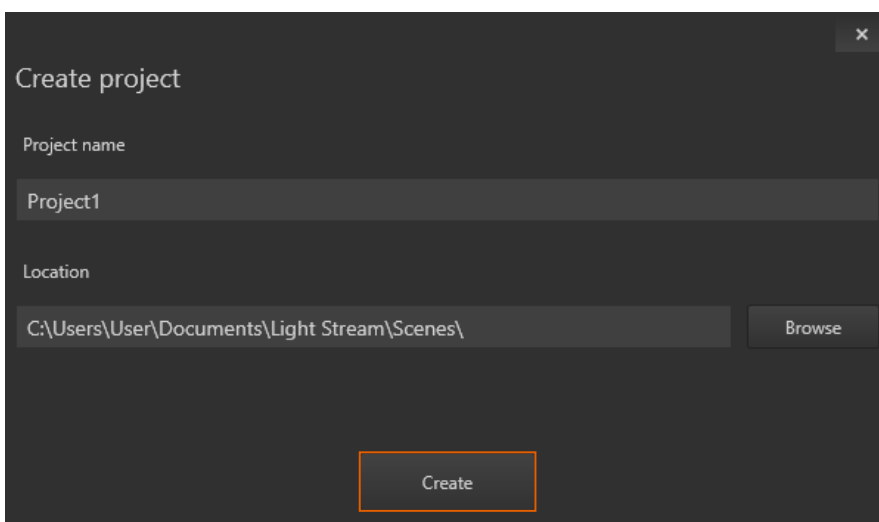 Create project
Project name
Project1
Location
C:\Users\User\Documents\Light Stream\Scenes\
Browse
Create